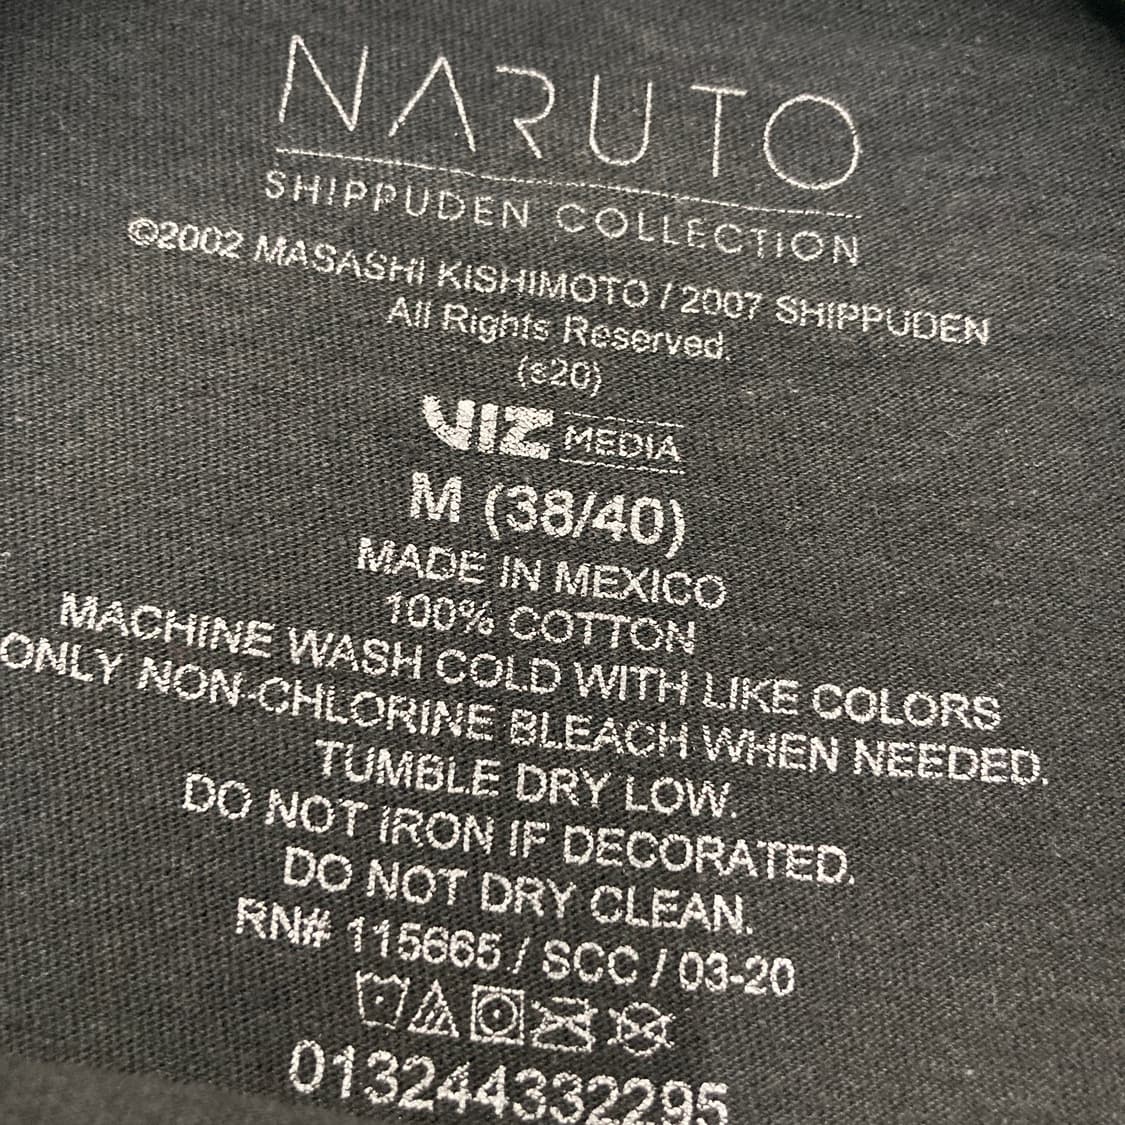 NARUTO
SHIPPUDEN COLLECTION
©2002 MASASHI KISHIMOTO / 2007 SHIPPUDEN
All Rights Reserved.
(s20)
VIZ MEDIA
M (38/40)
MADE IN MEXICO
100% COTTON
MACHINE WASH COLD WITH LIKE COLORS
ONLY NON-CHLORINE BLEACH WHEN NEEDED.
TUMBLE DRY LOW.
DO NOT IRON IF DECORATED.
DO NOT DRY CLEAN.
RN# 115665 / SCC / 03-20
013244332295